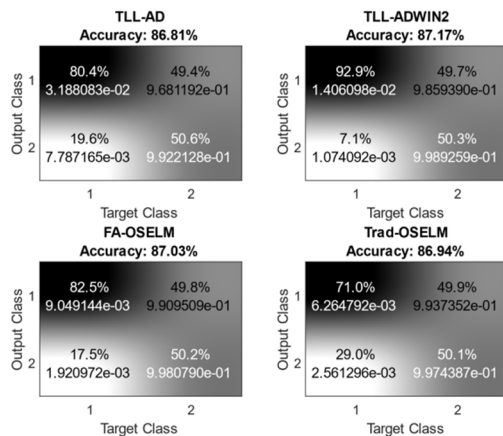 TLL-AD
Accuracy: 86.81%
Output Class
1
80.4%
3.188083e-02
49.4%
9.681192e-01
2
19.6%
7.787165e-03
50.6%
9.922128e-01
1
2
Target Class
TLL-ADWIN2
Accuracy: 87.17%
Output Class
1
92.9%
1.406098e-02
49.7%
9.859390e-01
2
7.1%
1.074092e-03
50.3%
9.989259e-01
1
2
Target Class
FA-OSELM
Accuracy: 87.03%
Output Class
1
82.5%
9.049144e-03
49.8%
9.909509e-01
2
17.5%
1.920972e-03
50.2%
9.980790e-01
1
2
Target Class
Trad-OSELM
Accuracy: 86.94%
Output Class
1
71.0%
6.264792e-03
49.9%
9.937352e-01
2
29.0%
2.561296e-03
50.1%
9.974387e-01
1
2
Target Class